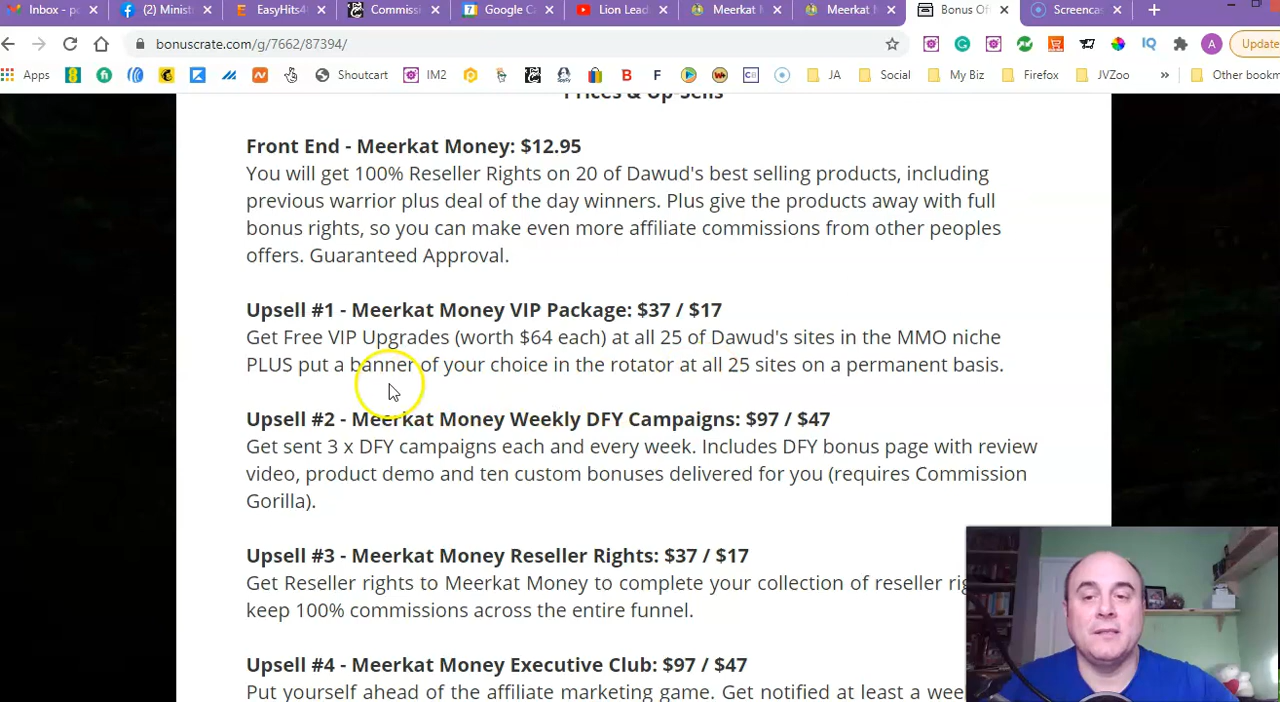 Inbox - pc
(2) Minist
EasyHits4
Commissi
Google Ca
Lion Lead
Meerkat M
Meerkat M
Bonus Of
Screencas
bonuscrate.com/g/7662/87394/
Update
Apps
Shoutcart
IM2
JA
Social
My Biz
Firefox
JVZoo
Other bookm
Prices & Up-Sells
Front End - Meerkat Money: $12.95
You will get 100% Reseller Rights on 20 of Dawud's best selling products, including
previous warrior plus deal of the day winners. Plus give the products away with full
bonus rights, so you can make even more affiliate commissions from other peoples
offers. Guaranteed Approval.
Upsell #1 - Meerkat Money VIP Package: $37 / $17
Get Free VIP Upgrades (worth $64 each) at all 25 of Dawud's sites in the MMO niche
PLUS put a banner of your choice in the rotator at all 25 sites on a permanent basis.
Upsell #2 - Meerkat Money Weekly DFY Campaigns: $97 / $47
Get sent 3 x DFY campaigns each and every week. Includes DFY bonus page with review
video, product demo and ten custom bonuses delivered for you (requires Commission
Gorilla).
Upsell #3 - Meerkat Money Reseller Rights: $37 / $17
Get Reseller rights to Meerkat Money to complete your collection of reseller rig
keep 100% commissions across the entire funnel.
Upsell #4 - Meerkat Money Executive Club: $97 / $47
Put yourself ahead of the affiliate marketing game. Get notified at least a wee